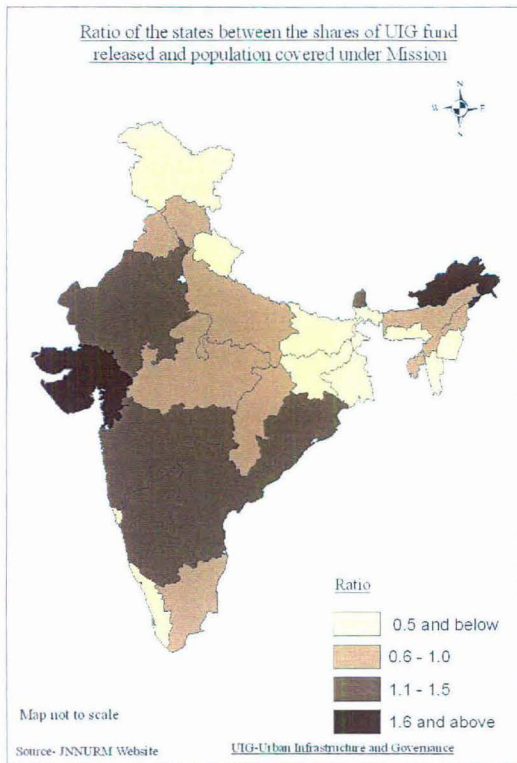 Ratio of the states between the shares of UIG fund
released and population covered under Mission
N
W E
S
Ratio
0.5 and below
0.6 - 1.0
1.1 - 1.5
1.6 and above
Map not to scale
Source- JNNURM Website
UIG-Urban Infrastructure and Governance